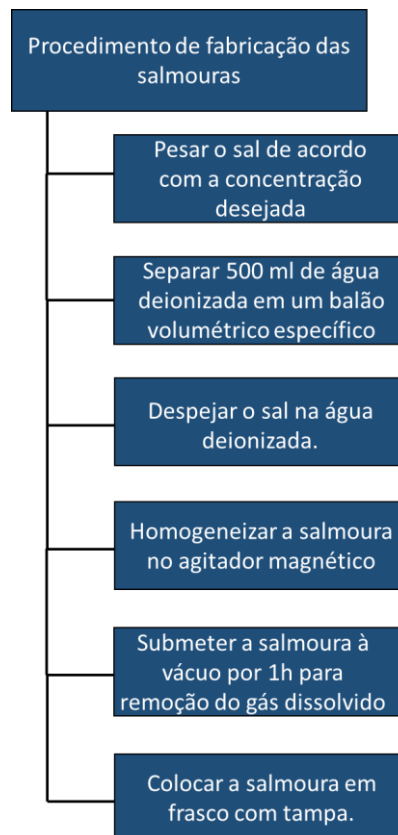 Procedimento de fabricação das
salmouras
Pesar o sal de acordo
com a concentração
desejada
Separar 500 ml de água
deionizada em um balão
volumétrico específico
Despejar o sal na água
deionizada.
Homogeneizar a salmoura
no agitador magnético
Submeter a salmoura à
vácuo por 1h para
remoção do gás dissolvido
Colocar a salmoura em
frasco com tampa.